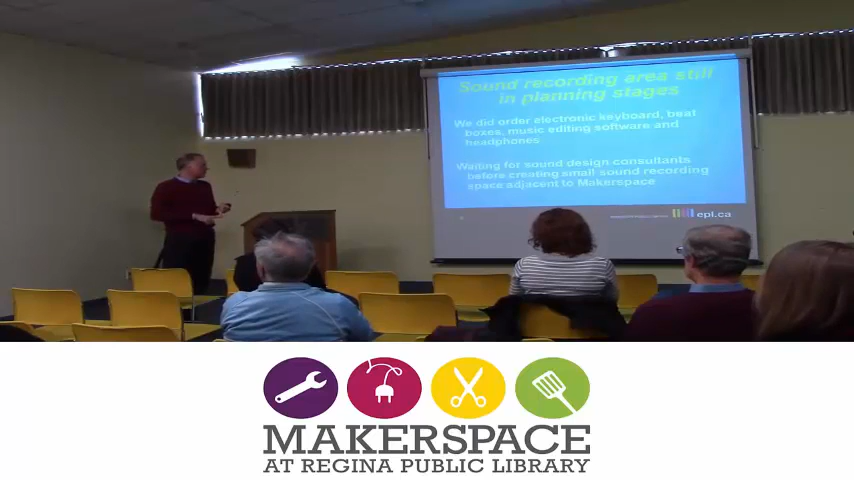 Sound recording area still
in planning stages
We did order electronic keyboard, beat
boxes, music editing software and
headphones
Waiting for sound design consultants
before creating small sound recording
space adjacent to Makerspace
epl.ca
MAKERSPACE
AT REGINA PUBLIC LIBRARY